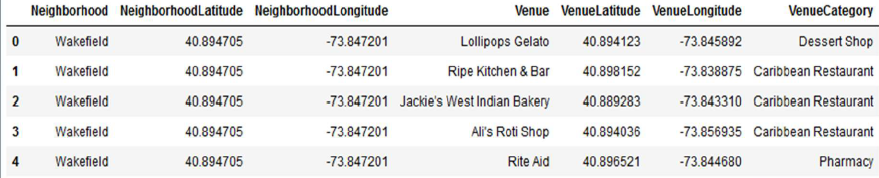 Neighborhood NeighborhoodLatitude NeighborhoodLongitude Venue VenueLatitude VenueLongitude VenueCategory
0 Wakefield 40.894705 -73.847201 Lollipops Gelato 40.894123 -73.845892 Dessert Shop
1 Wakefield 40.894705 -73.847201 Ripe Kitchen & Bar 40.898152 -73.838875 Caribbean Restaurant
2 Wakefield 40.894705 -73.847201 Jackie's West Indian Bakery 40.889283 -73.843310 Caribbean Restaurant
3 Wakefield 40.894705 -73.847201 Ali's Roti Shop 40.894036 -73.856935 Caribbean Restaurant
4 Wakefield 40.894705 -73.847201 Rite Aid 40.896521 -73.844680 Pharmacy